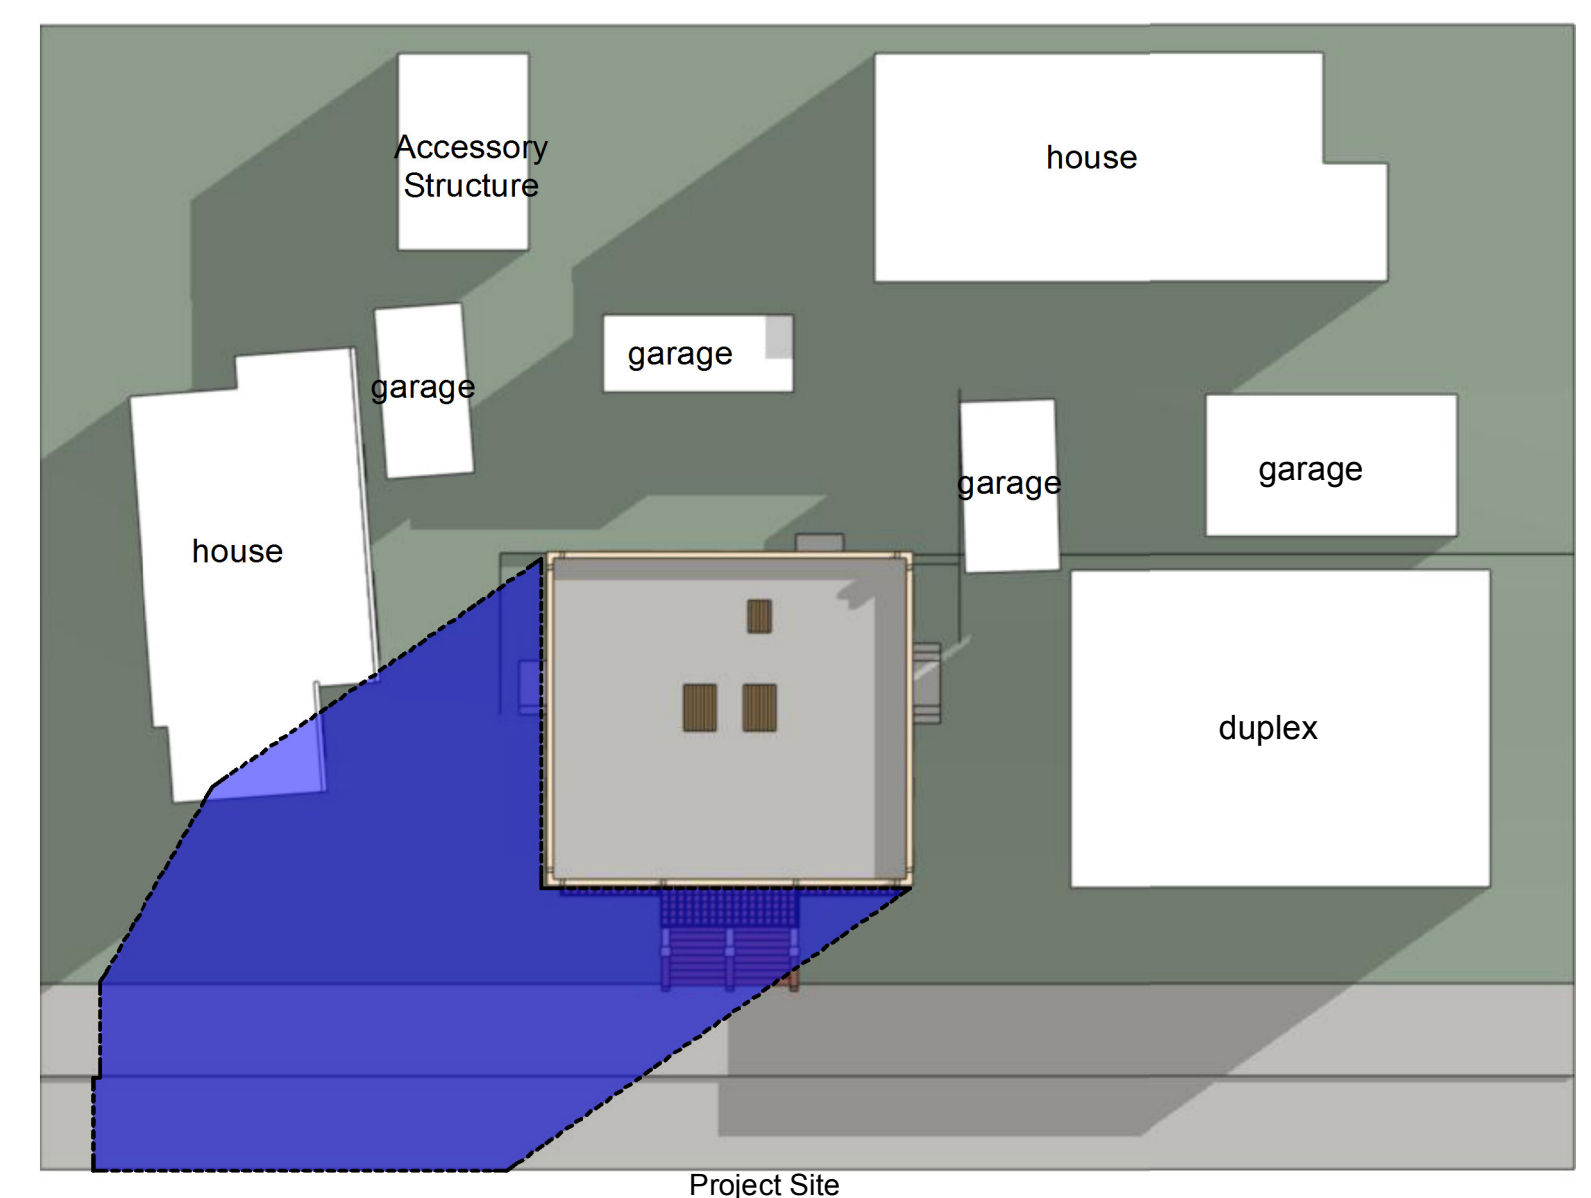 Accessory
Structure
house
garage
garage
garage
garage
house
duplex
Project Site